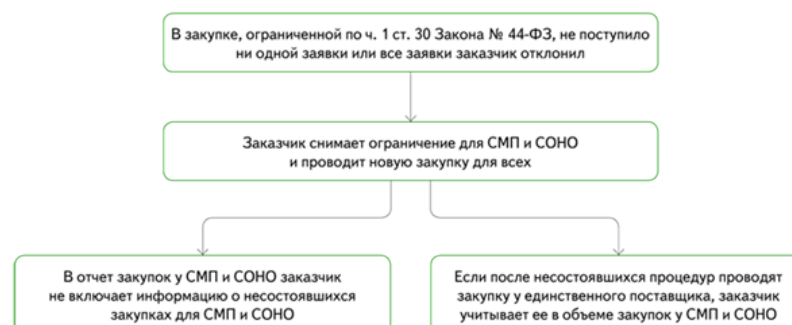 В закупке, ограниченной по ч. 1 ст. 30 Закона № 44-ФЗ, не поступило
ни одной заявки или все заявки заказчик отклонил
Заказчик снимает ограничение для СМП и СОНО
и проводит новую закупку для всех
В отчет закупок у СМП и СОНО заказчик
не включает информацию о несостоявшихся
закупках для СМП и СОНО
Если после несостоявшихся процедур проводят
закупку у единственного поставщика, заказчик
учитывает ее в объеме закупок у СМП и СОНО